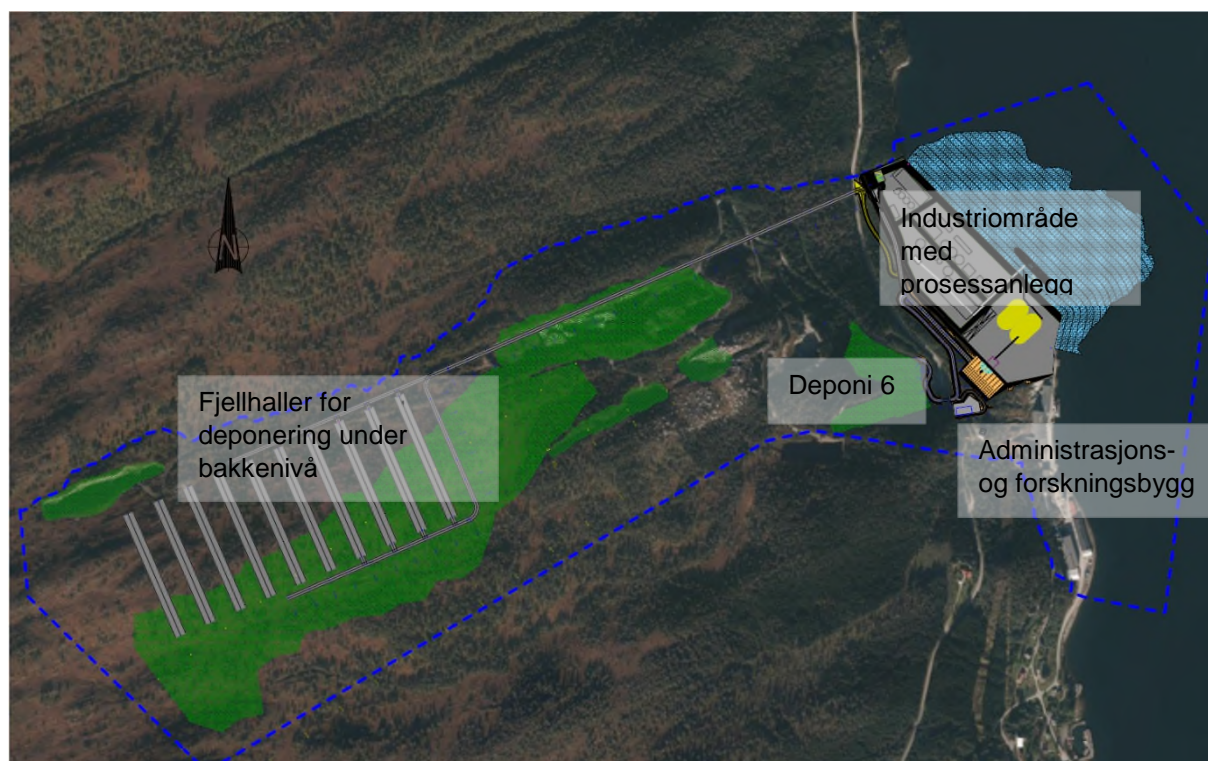 Industriområde
med
prosessanlegg
Deponi 6
Fjellhaller for
deponering under
bakkenivå
Administrasjons-
og forskningsbygg
N